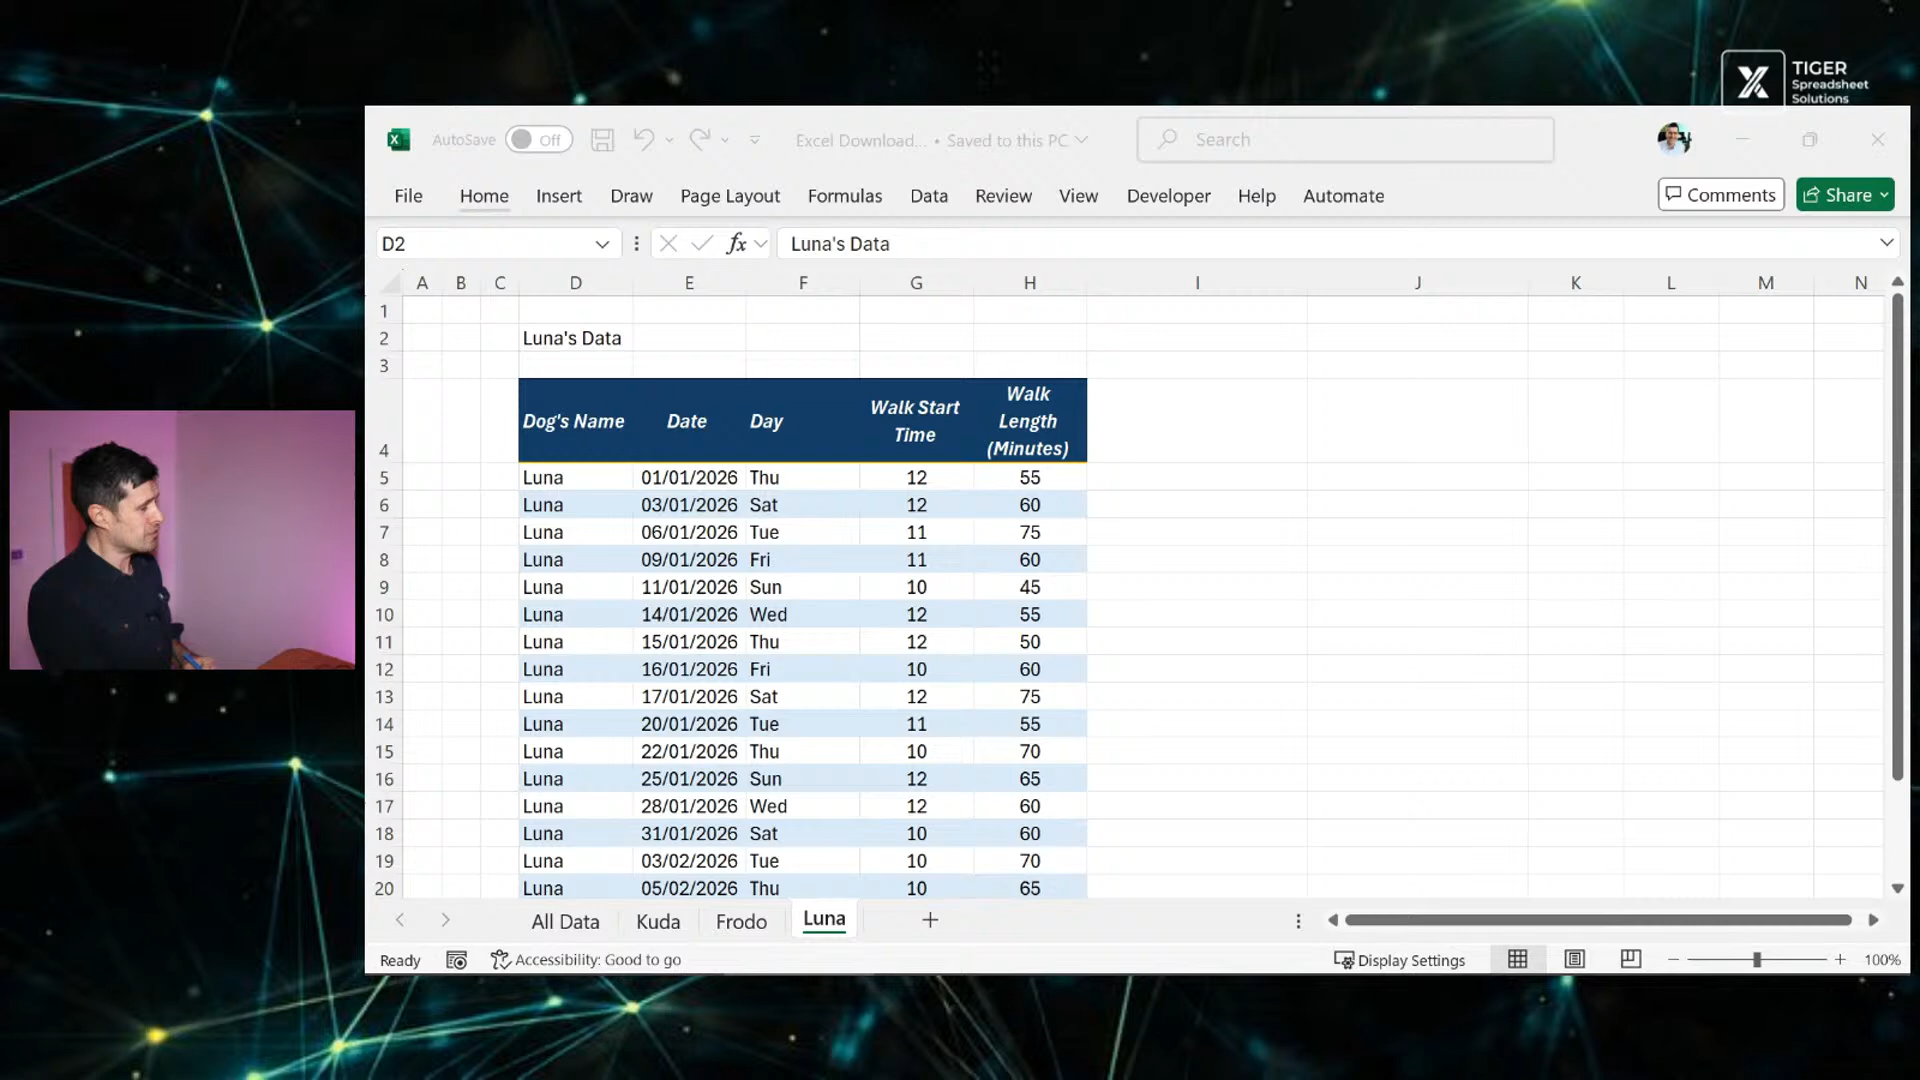 TIGER
Spreadsheet
Solutions
AutoSave Off Excel Download... • Saved to this PC Search
File Home Insert Draw Page Layout Formulas Data Review View Developer Help Automate Comments Share
D2 fx Luna's Data
A B C D E F G H I J K L M N
1
2 Luna's Data
3
4 Dog's Name Date Day Walk Start Time Walk Length (Minutes)
5 Luna 01/01/2026 Thu 12 55
6 Luna 03/01/2026 Sat 12 60
7 Luna 06/01/2026 Tue 11 75
8 Luna 09/01/2026 Fri 11 60
9 Luna 11/01/2026 Sun 10 45
10 Luna 14/01/2026 Wed 12 55
11 Luna 15/01/2026 Thu 12 50
12 Luna 16/01/2026 Fri 10 60
13 Luna 17/01/2026 Sat 12 75
14 Luna 20/01/2026 Tue 11 55
15 Luna 22/01/2026 Thu 10 70
16 Luna 25/01/2026 Sun 12 65
17 Luna 28/01/2026 Wed 12 60
18 Luna 31/01/2026 Sat 10 60
19 Luna 03/02/2026 Tue 10 70
20 Luna 05/02/2026 Thu 10 65
All Data Kuda Frodo Luna
Ready Accessibility: Good to go Display Settings 100%